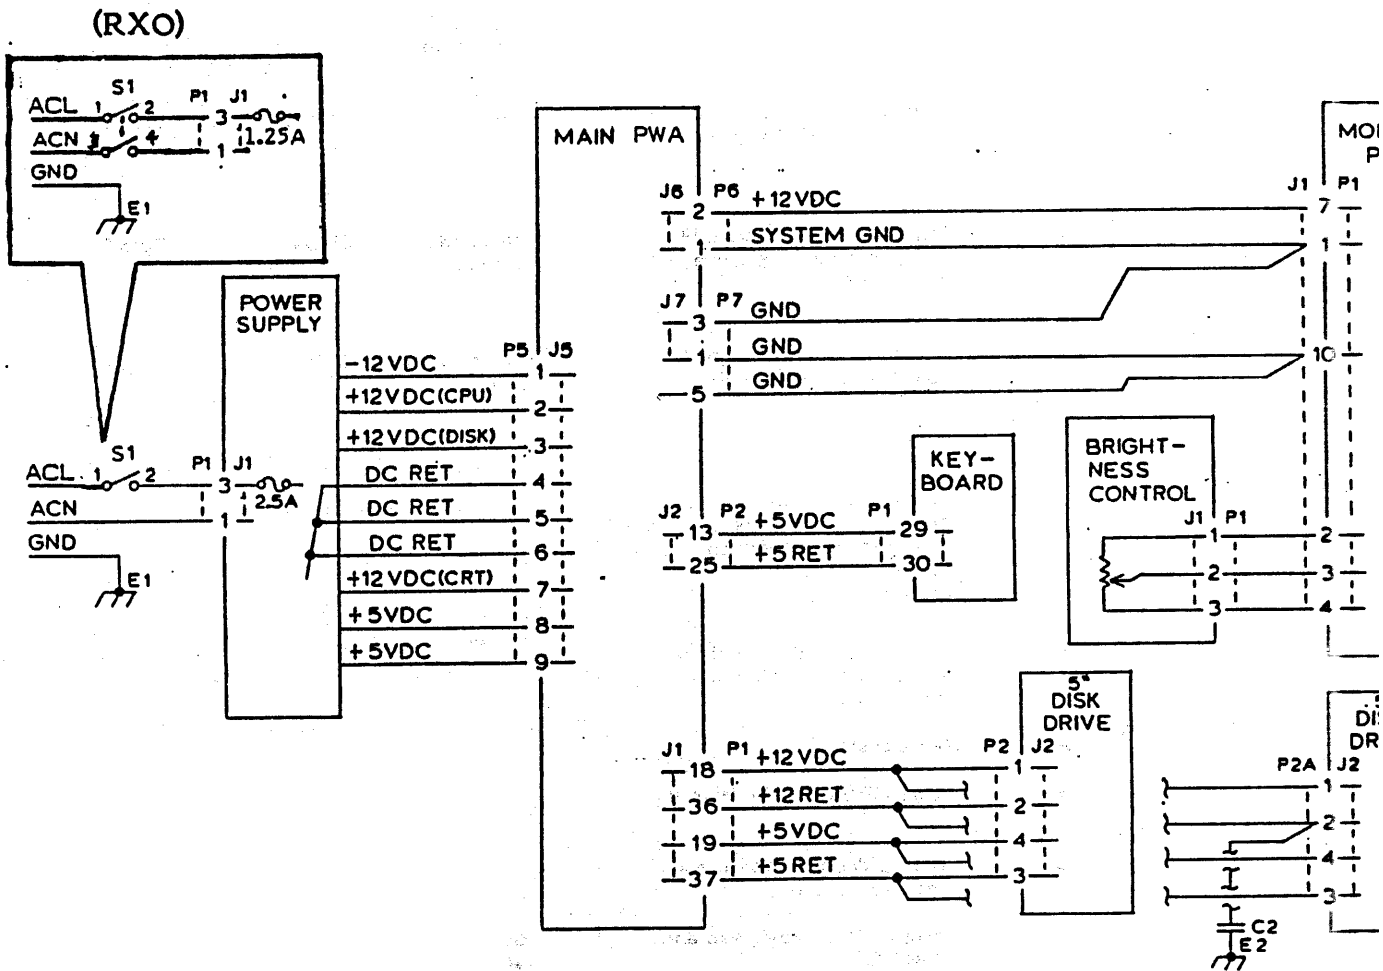 (RXO)
S1
ACL 1 2 P1 3 J1
ACN 3 4 1 1.25A
GND
E1
POWER
SUPPLY
S1
ACL 1 2 P1 3 J1
2.5A
ACN 1
GND
E1
P5 J5
-12VDC 1
+12VDC(CPU) 2
+12VDC(DISK) 3
DC RET 4
DC RET 5
DC RET 6
+12VDC(CRT) 7
+5VDC 8
+5VDC 9
MAIN PWA
J6 P6
2 +12VDC
1 SYSTEM GND
J7 P7
3 GND
1 GND
5 GND
J2 P2 P1
13 +5VDC 29
25 +5RET 30
KEY-
BOARD
BRIGHT-
NESS
CONTROL
J1 P1
1
2
3
J1 P1
7
1
10
2
3
4
J1 P1 P2 J2
18 +12VDC 1
36 +12RET 2
19 +5VDC 4
37 +5RET 3
5"
DISK
DRIVE
P2A J2
1
2
4
3
C2
E2